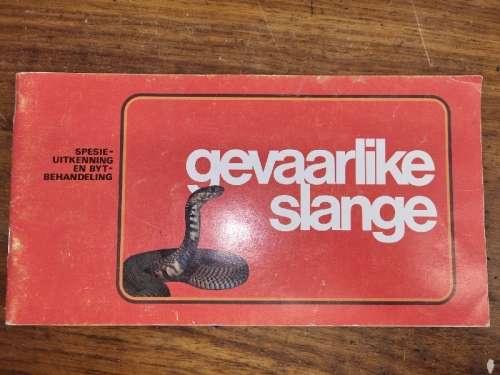 SPESIE-
UITKENNING
EN BYT-
BEHANDELING
gevaarlike
slange